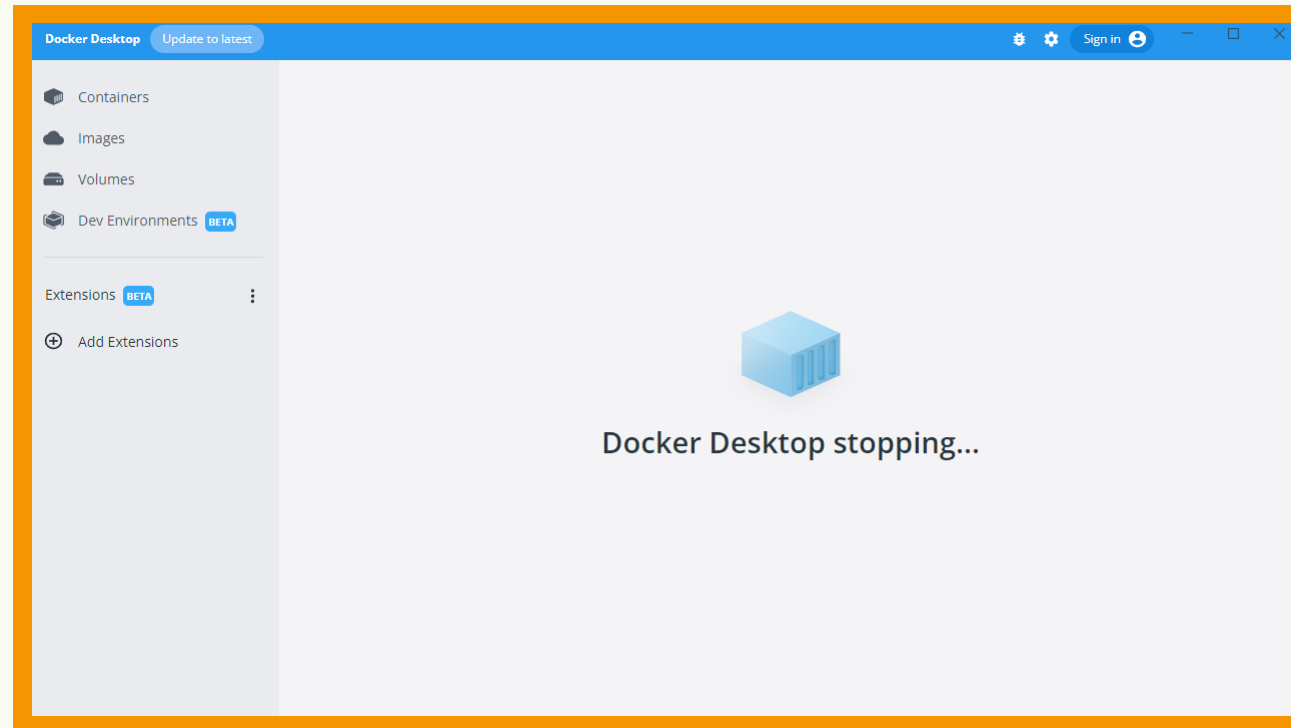 Docker Desktop Update to latest Sign in
Containers
Images
Volumes
Dev Environments BETA
Extensions BETA
Add Extensions
Docker Desktop stopping...